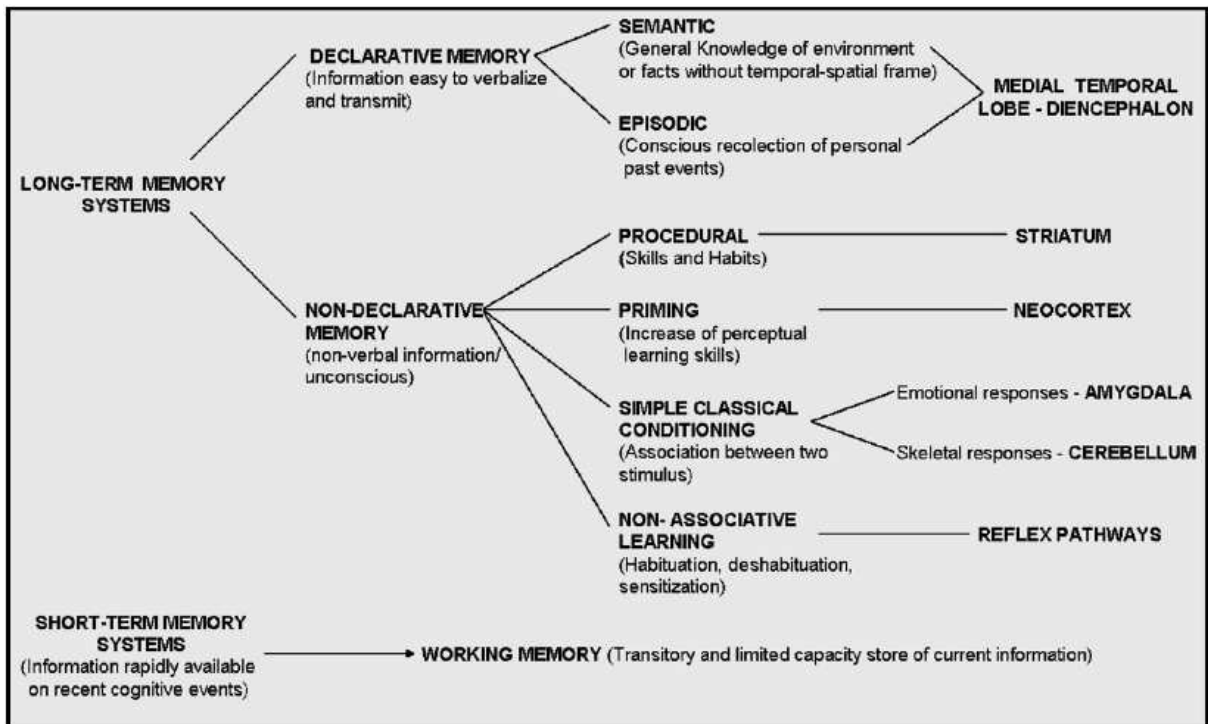 SEMANTIC
(General Knowledge of environment
or facts without temporal-spatial frame)
DECLARATIVE MEMORY
(Information easy to verbalize
and transmit)
MEDIAL TEMPORAL
LOBE - DIENCEPHALON
EPISODIC
(Conscious recolection of personal
past events)
LONG-TERM MEMORY
SYSTEMS
PROCEDURAL
(Skills and Habits)
STRIATUM
NON-DECLARATIVE
MEMORY
(non-verbal information/
unconscious)
PRIMING
(Increase of perceptual
learning skills)
NEOCORTEX
SIMPLE CLASSICAL
CONDITIONING
(Association between two
stimulus)
Emotional responses - AMYGDALA
Skeletal responses - CEREBELLUM
NON- ASSOCIATIVE
LEARNING
(Habituation, deshabituation,
sensitization)
REFLEX PATHWAYS
SHORT-TERM MEMORY
SYSTEMS
(Information rapidly available
on recent cognitive events)
WORKING MEMORY (Transitory and limited capacity store of current information)